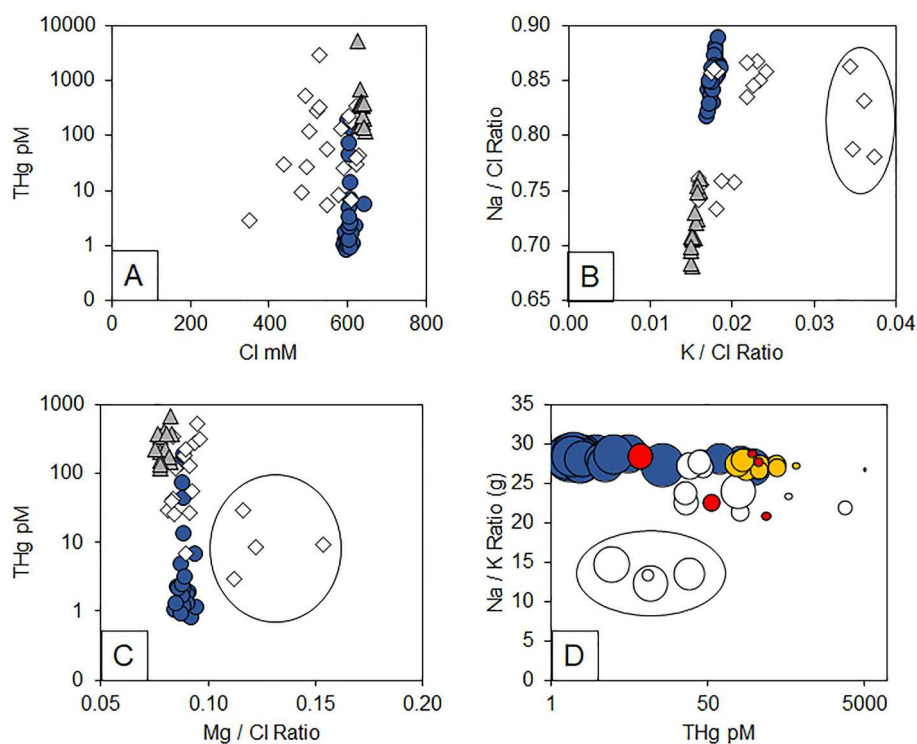 10000
1000
100
10
1
0
THg pM
A
0 200 400 600 800
Cl mM
0.90
0.85
0.80
0.75
0.70
0.65
Na / Cl Ratio
B
0.00 0.01 0.02 0.03 0.04
K / Cl Ratio
1000
100
10
1
0
THg pM
C
0.05 0.10 0.15 0.20
Mg / Cl Ratio
35
30
25
20
15
10
5
0
Na / K Ratio (g)
D
1 50 5000
THg pM